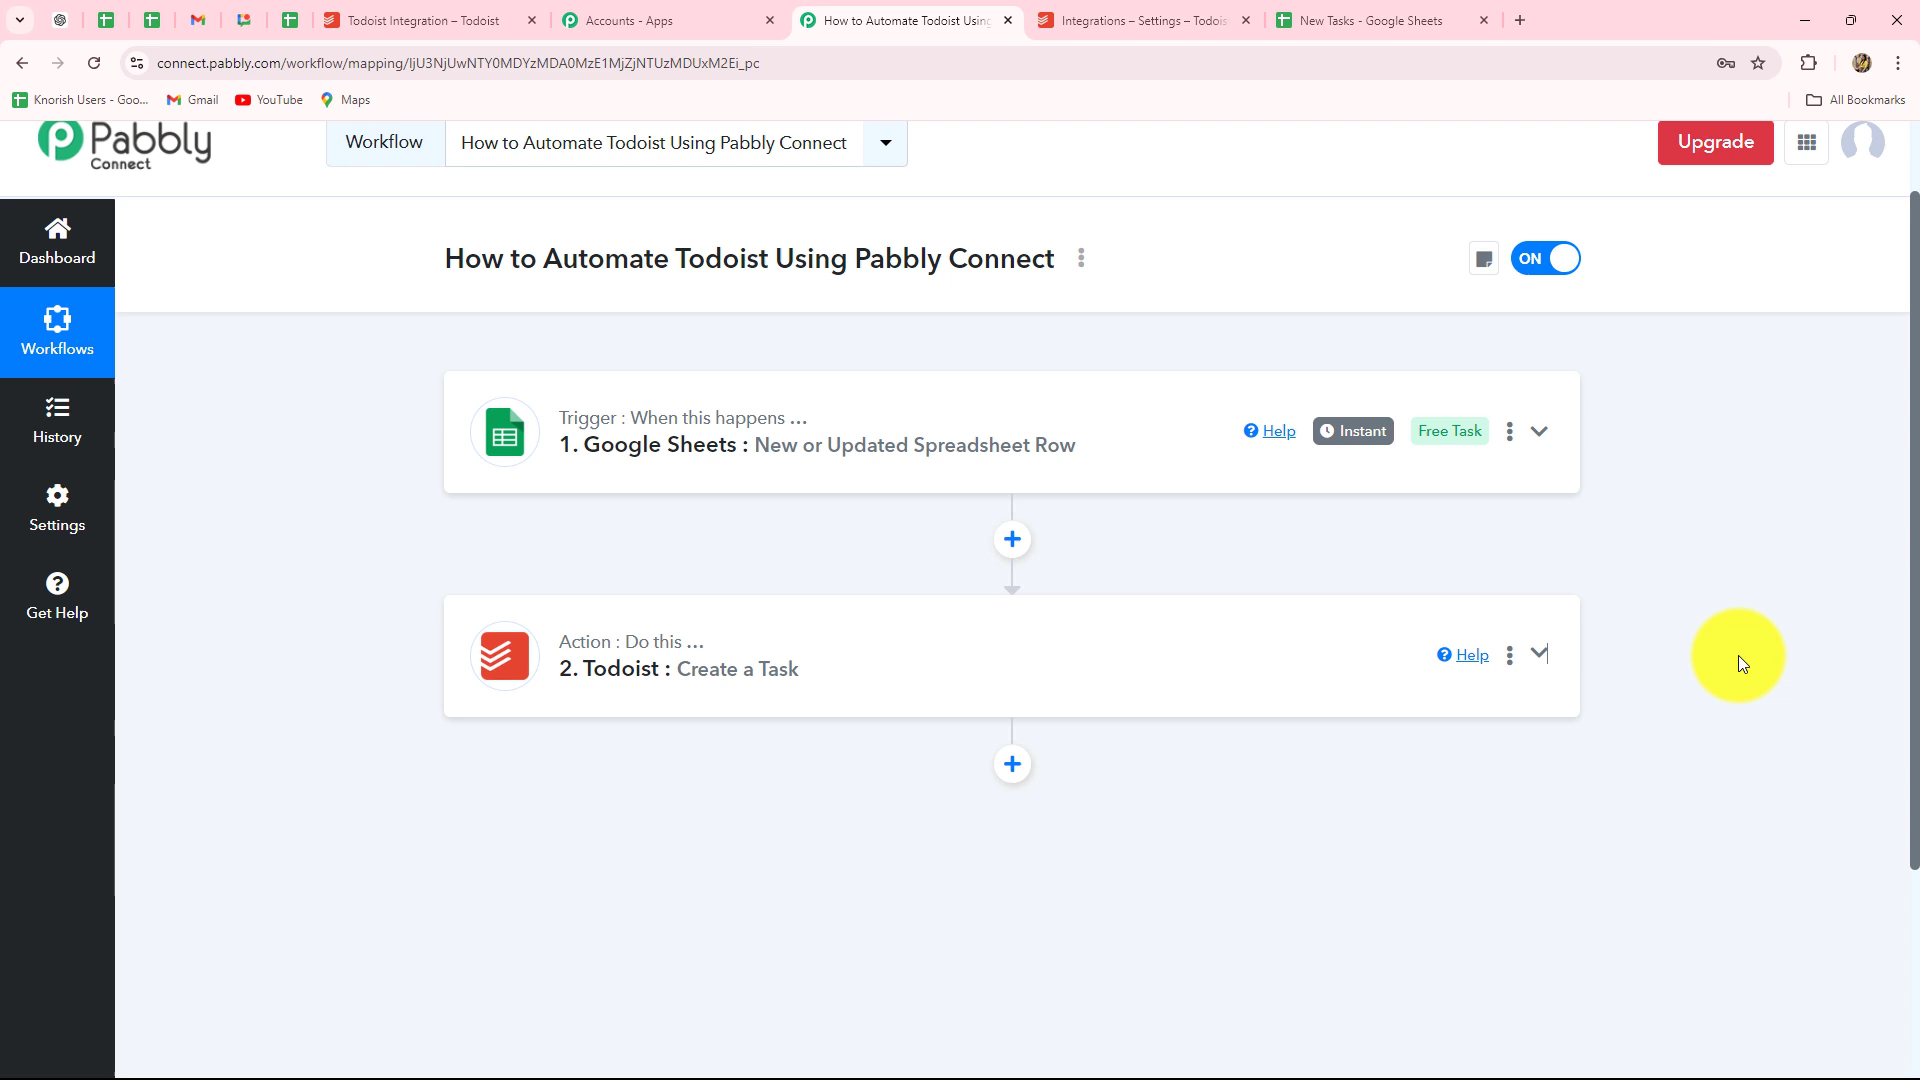 Todoist Integration – Todoist
Accounts - Apps
How to Automate Todoist Using
Integrations – Settings – Todois
New Tasks - Google Sheets
connect.pabbly.com/workflow/mapping/IjU3NjUwNTY0MDYzMDA0MzE1MjZjNTUzMDUxM2Ei_pc
Knorish Users - Goo...
Gmail
YouTube
Maps
All Bookmarks
Pabbly
Connect
Workflow
How to Automate Todoist Using Pabbly Connect
Upgrade
Dashboard
Workflows
History
Settings
Get Help
How to Automate Todoist Using Pabbly Connect
ON
Trigger : When this happens ...
1. Google Sheets : New or Updated Spreadsheet Row
Help
Instant
Free Task
Action : Do this ...
2. Todoist : Create a Task
Help